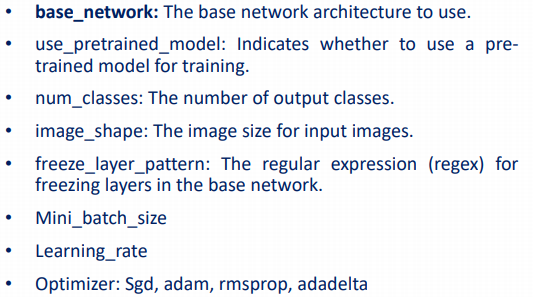 • base_network: The base network architecture to use.
• use_pretrained_model: Indicates whether to use a pre-
trained model for training.
• num_classes: The number of output classes.
• image_shape: The image size for input images.
• freeze_layer_pattern: The regular expression (regex) for
freezing layers in the base network.
• Mini_batch_size
• Learning_rate
• Optimizer: Sgd, adam, rmsprop, adadelta